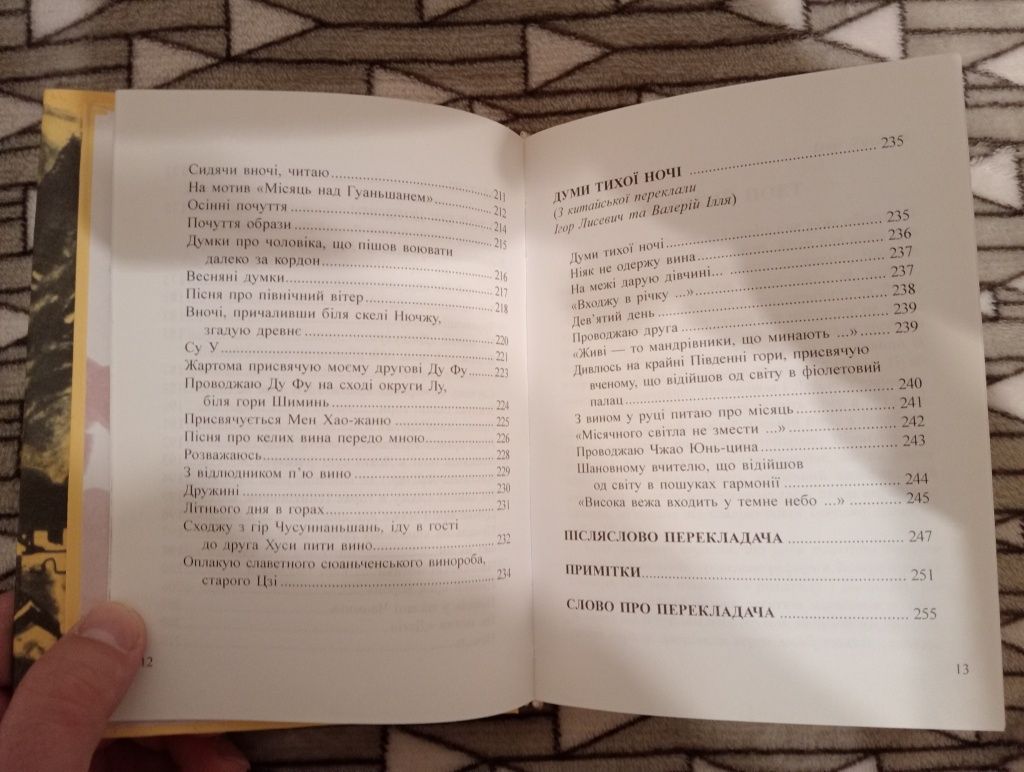 Сидячи вночі, читаю........211
На мотив «Місяць над Гуаньшанем»........212
Осінні почуття........214
Почуття образи........215
Думки про чоловіка, що пішов воювати
далеко за кордон........216
Весняні думки........217
Пісня про північний вітер........218
Вночі, причаливши біля скелі Нючжу,
згадую древнє........220
Су У........221
Жартома присвячую моєму другові Ду Фу........223
Проводжаю Ду Фу на сході округи Лу,
біля гори Шиминь........224
Присвячується Мен Хао-жаню........225
Пісня про келих вина передо мною........226
Розважаюсь........228
З відлюдником п’ю вино........229
Дружині........230
Літнього дня в горах........231
Сходжу з гір Чусуннаньшань, іду в гості
до друга Хуси пити вино........232
Оплакую славетного сюаньченського винороба,
старого Цзі........234
12
ДУМИ ТИХОЇ НОЧІ........235
(З китайської переклали
Ігор Лисевич та Валерій Ілля)
Думи тихої ночі........235
Ніяк не одержу вина........236
На межі дарую дівчині...........237
«Входжу в річку ...»........237
Дев’ятий день........238
Проводжаю друга........239
«Живі — то мандрівники, що минають ...»........239
Дивлюсь на крайні Південні гори, присвячую
вченому, що відійшов од світу в фіолетовий
палац........240
З вином у руці питаю про місяць........241
«Місячного світла не змести ...»........242
Проводжаю Чжао Юнь-цина........243
Шановному вчителю, що відійшов
од світу в пошуках гармонії........244
«Висока вежа входить у темне небо ...»........245
ПІСЛЯСЛОВО ПЕРЕКЛАДАЧА........247
ПРИМІТКИ........251
СЛОВО ПРО ПЕРЕКЛАДАЧА........255
13